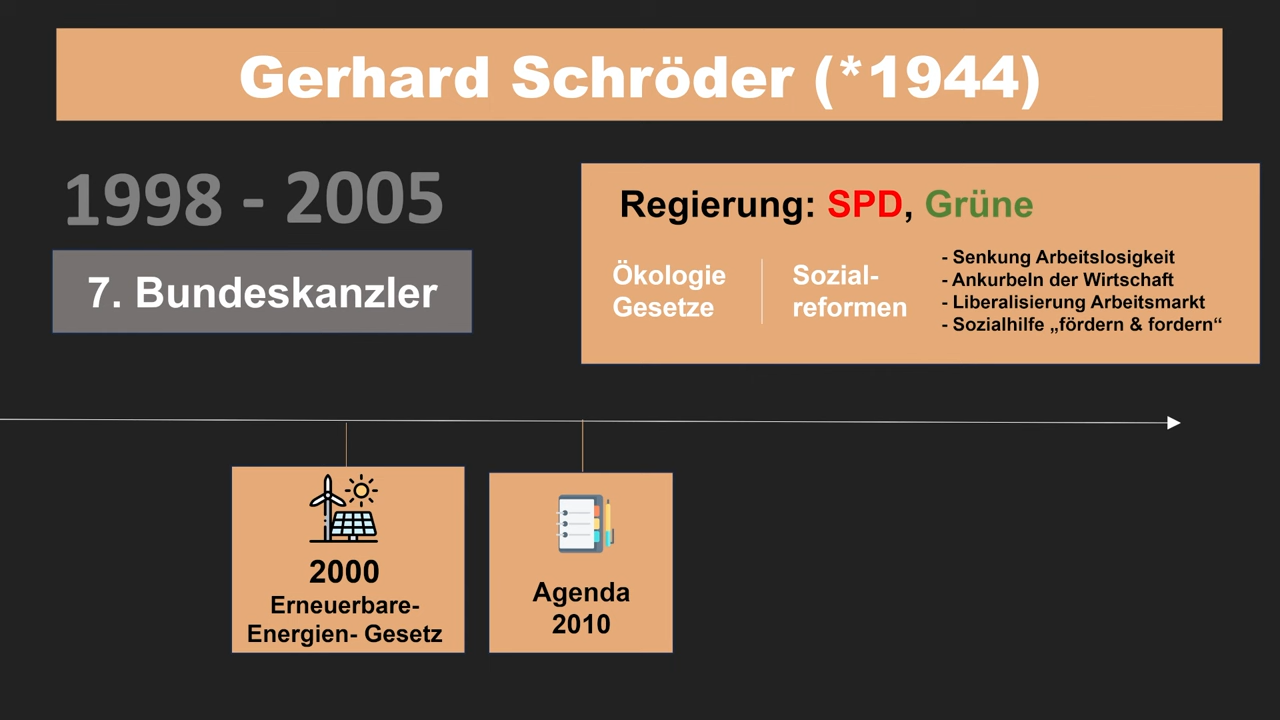 Gerhard Schröder (*1944)
1998 - 2005
7. Bundeskanzler
Regierung: SPD, Grüne
Ökologie
Gesetze
Sozial-
reformen
- Senkung Arbeitslosigkeit
- Ankurbeln der Wirtschaft
- Liberalisierung Arbeitsmarkt
- Sozialhilfe „fördern & fordern“
2000
Erneuerbare-
Energien- Gesetz
Agenda
2010